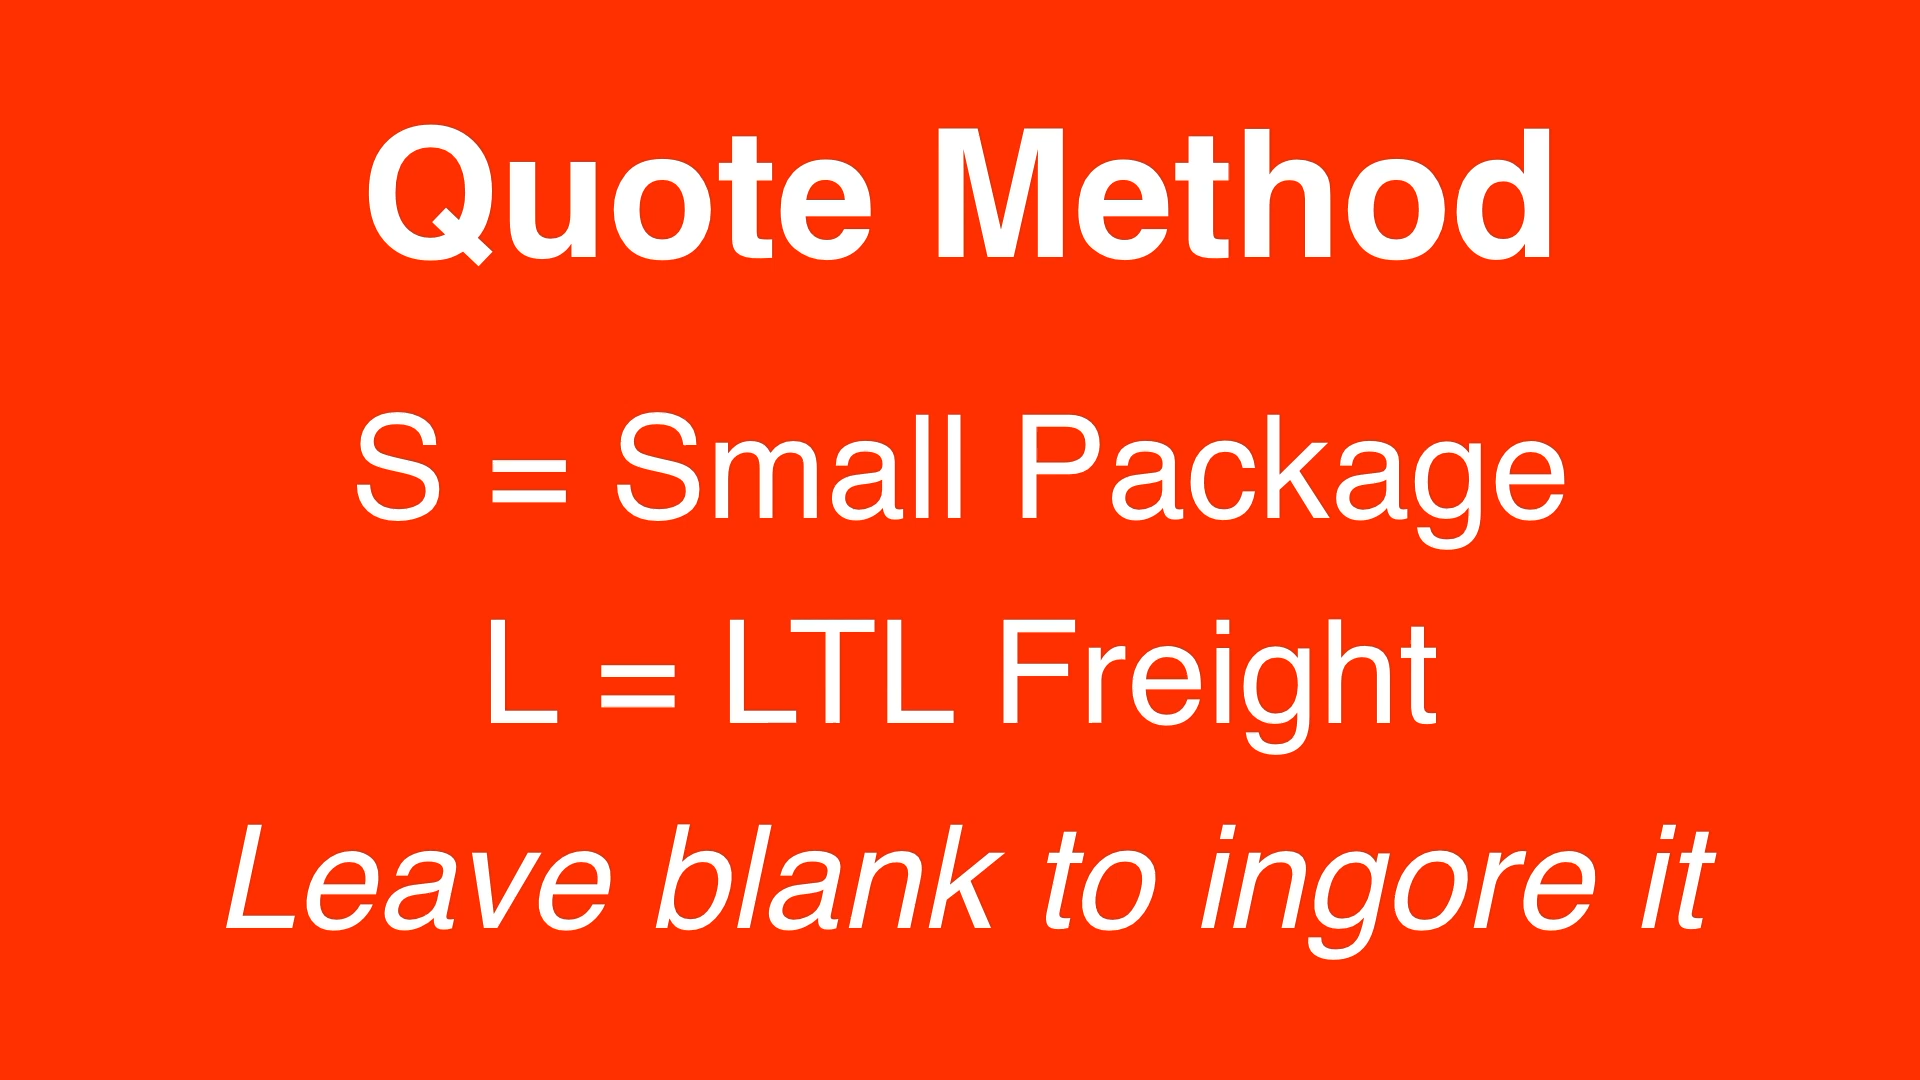 Quote Method
S = Small Package
L = LTL Freight
Leave blank to ingore it